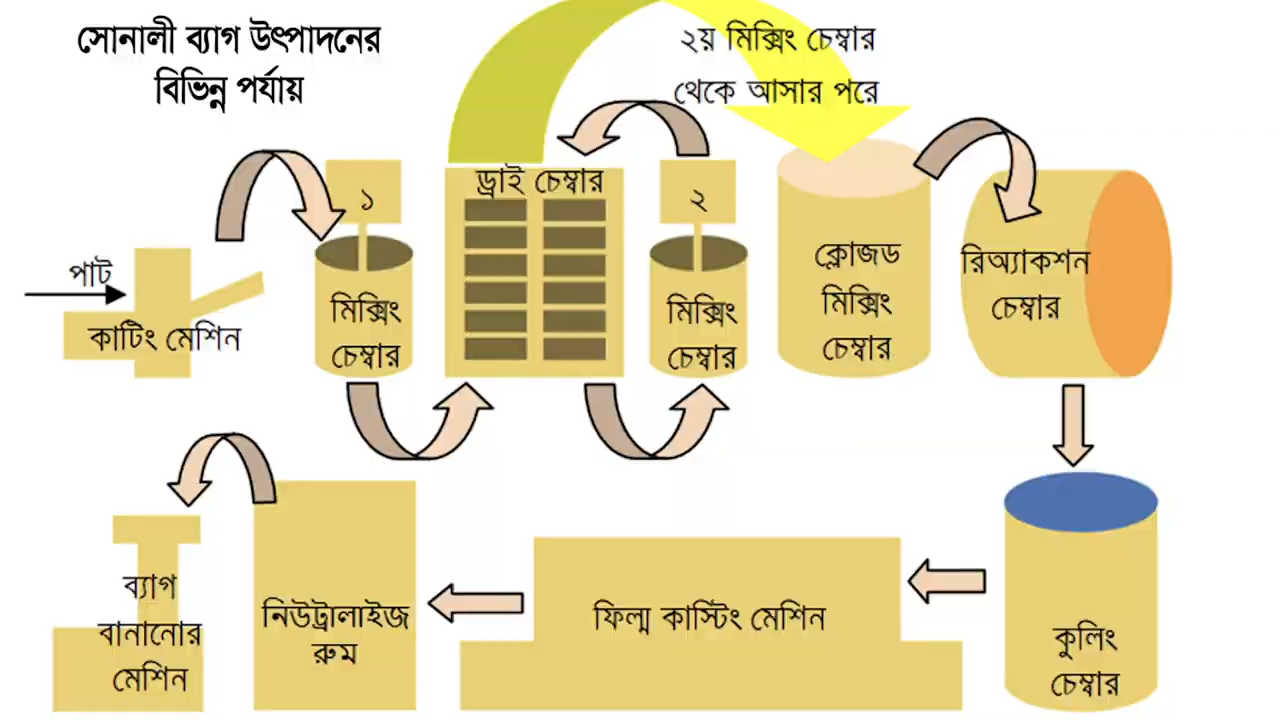 সোনালী ব্যাগ উৎপাদনের
বিভিন্ন পর্যায়
২য় মিক্সিং চেম্বার
থেকে আসার পরে
পাট
কাটিং মেশিন
১
মিক্সিং
চেম্বার
ড্রাই চেম্বার
২
মিক্সিং
চেম্বার
ক্লোজড
মিক্সিং
চেম্বার
রিঅ্যাকশন
চেম্বার
কুলিং
চেম্বার
ফিল্ম কাস্টিং মেশিন
নিউট্রালাইজ
রুম
ব্যাগ
বানানোর
মেশিন